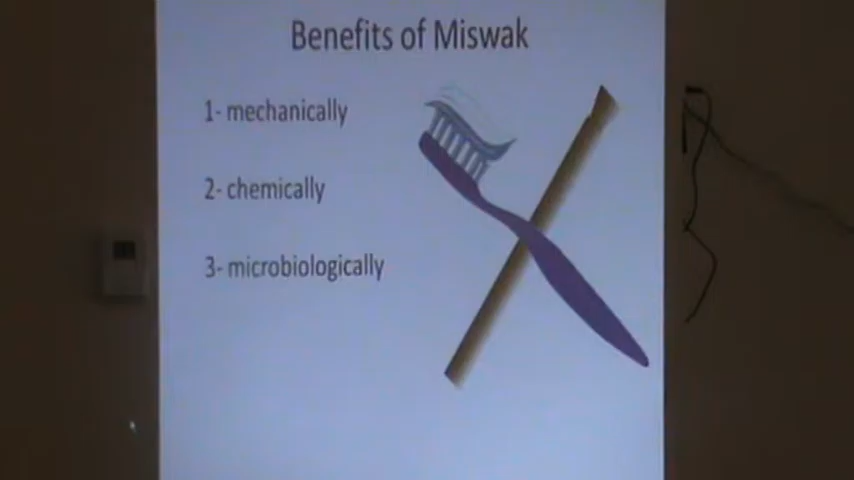 Benefits of Miswak
1- mechanically
2- chemically
3- microbiologically